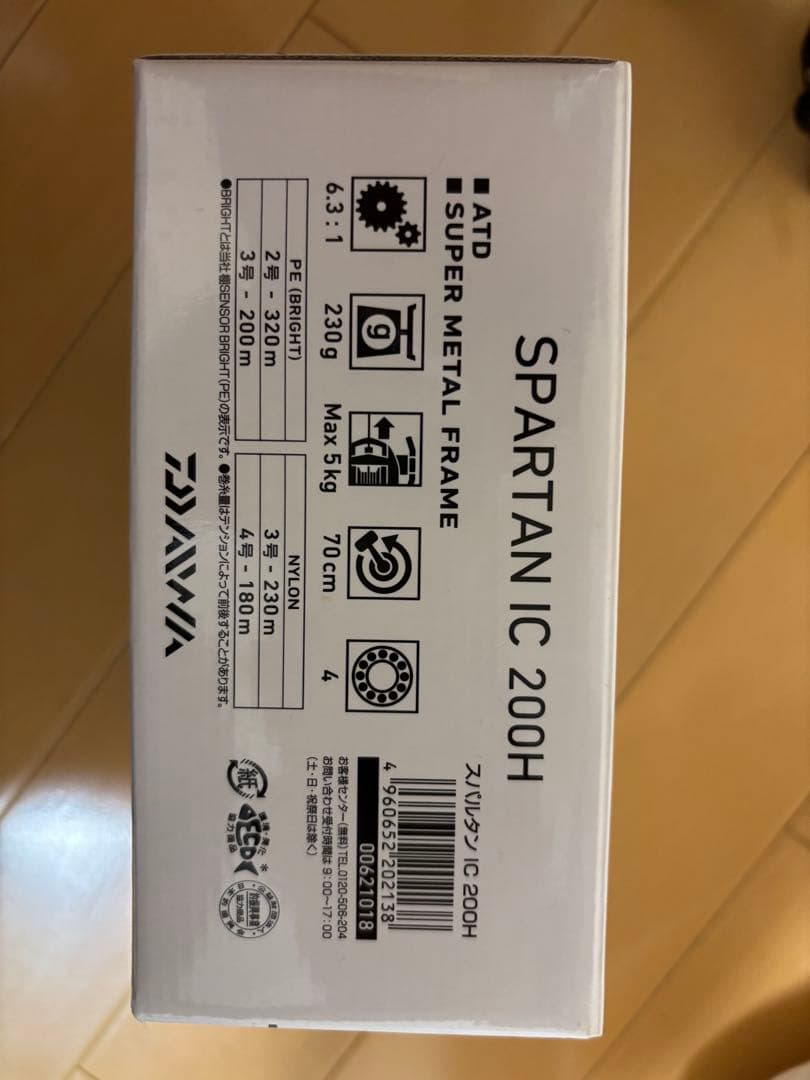 SPARTAN IC 200H
■ ATD
■ SUPER METAL FRAME
6.3:1
g
230g
Max 5kg
70cm
4
PE (BRIGHT)
2号 - 320m
3号 - 200m
NYLON
3号 - 230m
4号 - 180m
●BRIGHTとは当社 棚SENSOR BRIGHT(PE)の表示です。●巻糸量はテンションによって前後することがあります。
DAIWA
スパルタン IC 200H
4 960652 202138
00621018
お客様センター(無料)TEL.0120-506-204
お問い合わせ受付時間は 9:00~17:00
(土・日・祝祭日は除く)
紙
ECO
協力商品